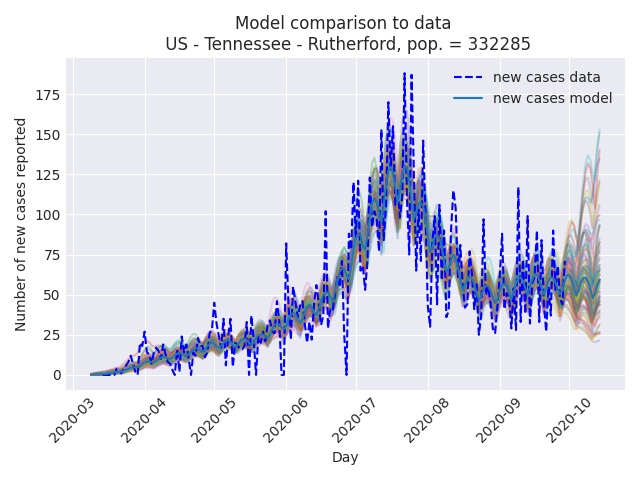 Model comparison to data
US - Tennessee - Rutherford, pop. = 332285
new cases data
new cases model
Number of new cases reported
175
150
125
100
75
50
25
0
2020-03
2020-04
2020-05
2020-06
2020-07
2020-08
2020-09
2020-10
Day